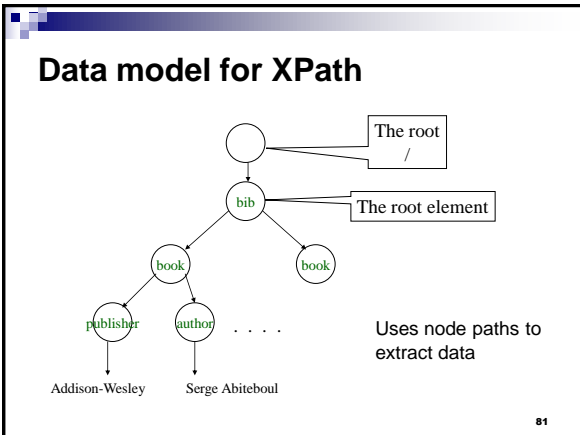 Data model for XPath
The root
/
bib
The root element
book
book
publisher
author
. . . .
Uses node paths to
extract data
Addison-Wesley
Serge Abiteboul
81